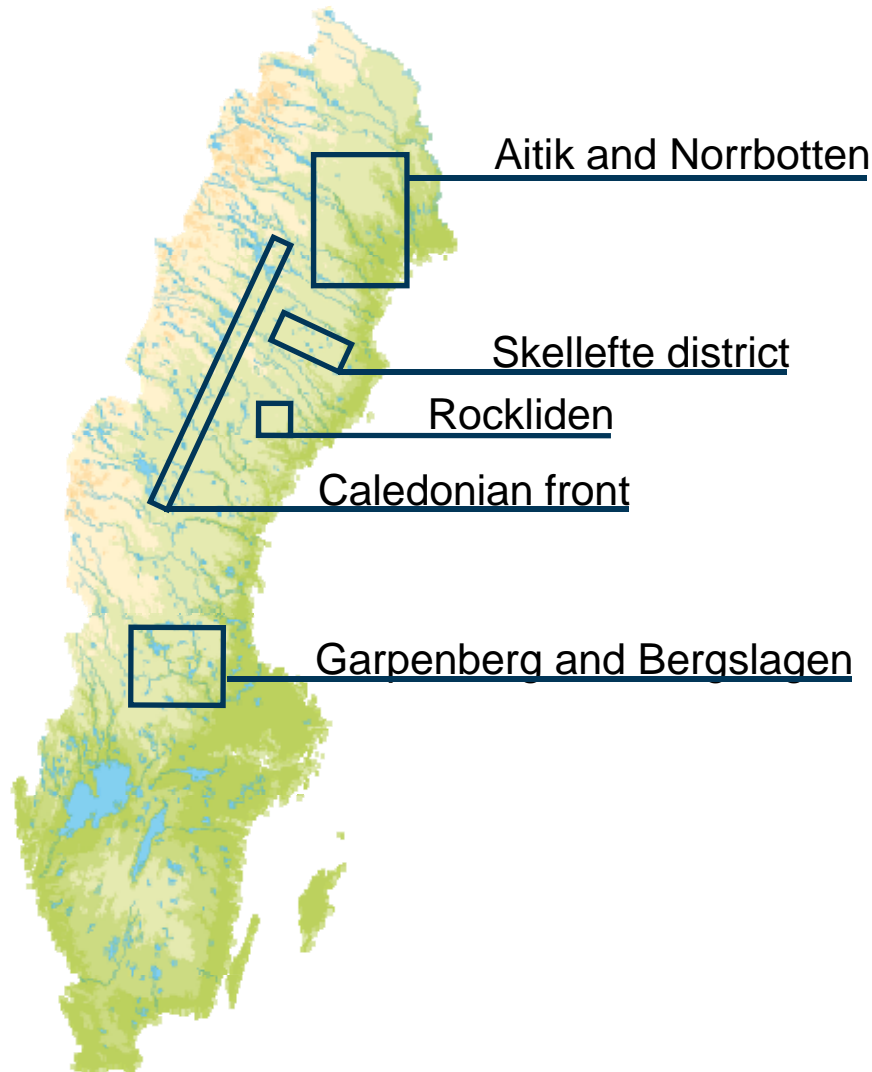 Aitik and Norrbotten
Skellefte district
Rockliden
Caledonian front
Garpenberg and Bergslagen